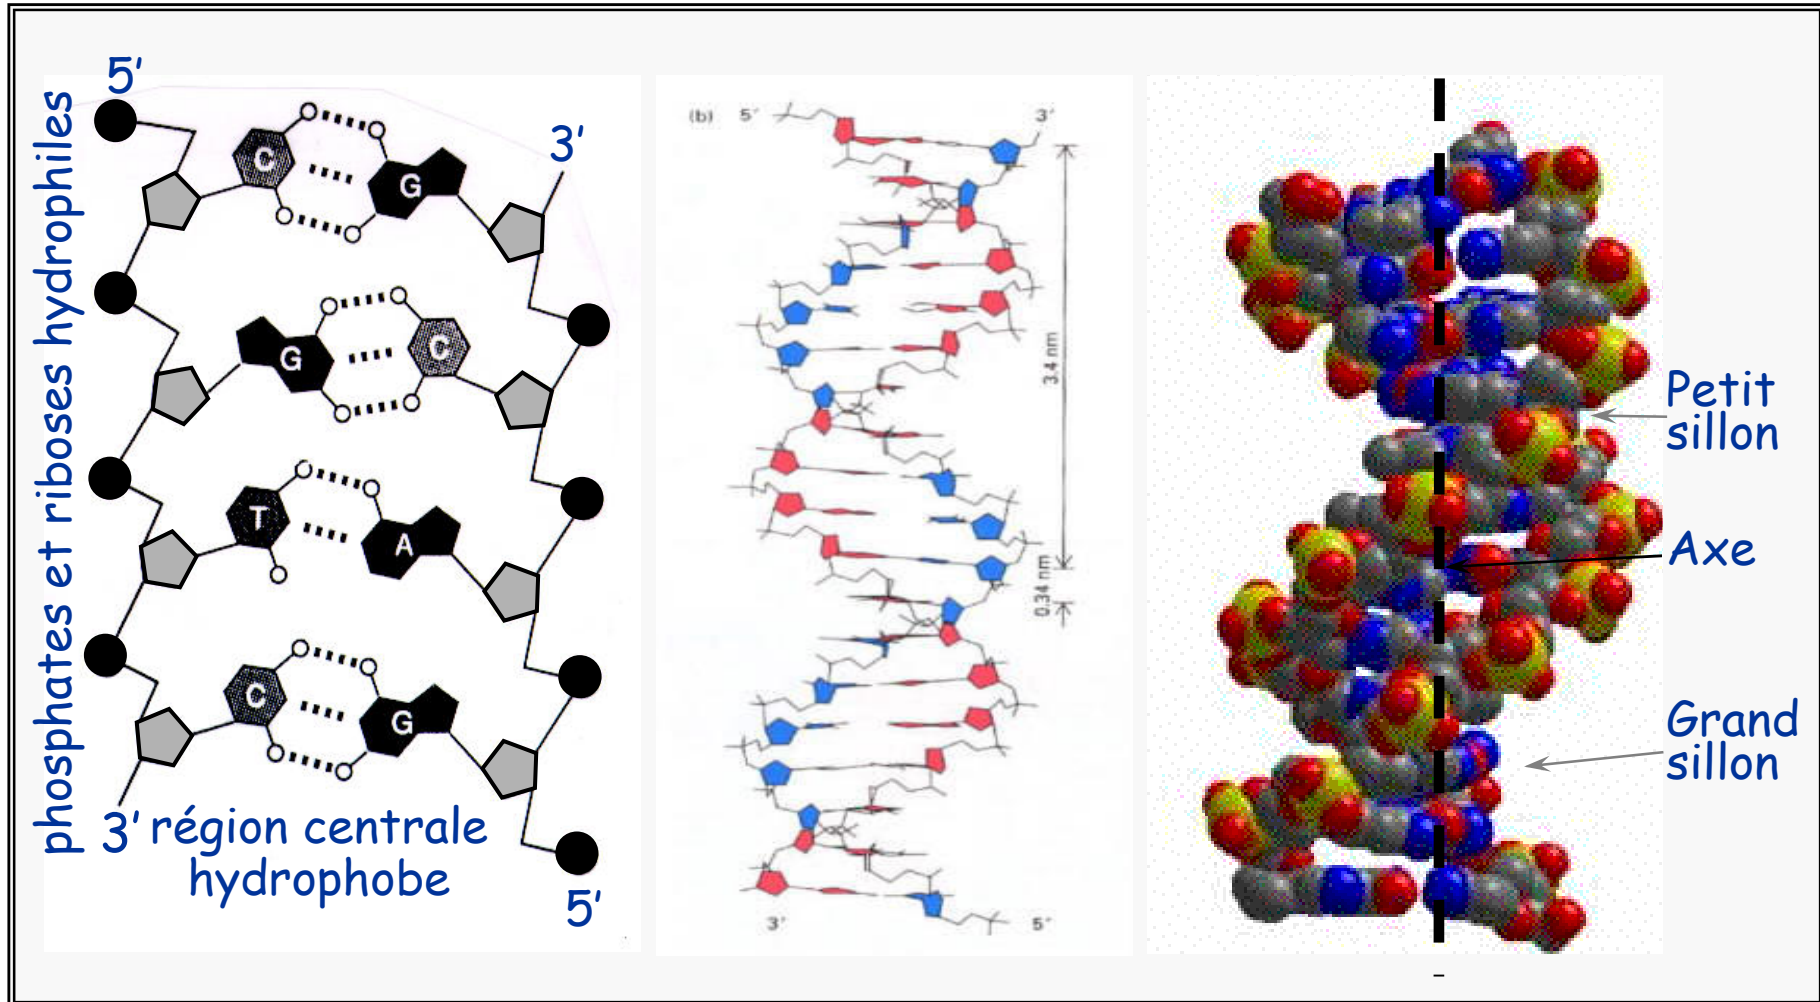 5'
phosphates et riboses hydrophiles
3'
C
G
G
C
T
A
C
G
3'
région centrale
hydrophobe
5'
(b)
5'
3'
3.4 nm
0.34 nm
3'
5'
Petit
sillon
Axe
Grand
sillon